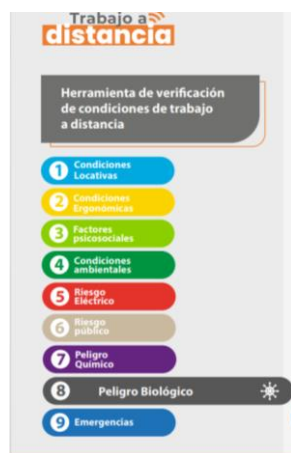 Trabajo a
distancia
Herramienta de verificación
de condiciones de trabajo
a distancia
1 Condiciones
Locativas
2 Condiciones
Ergonómicas
3 Factores
psicosociales
4 Condiciones
ambientales
5 Riesgo
Eléctrico
6 Riesgo
público
7 Peligro
Químico
8 Peligro Biológico
9 Emergencias